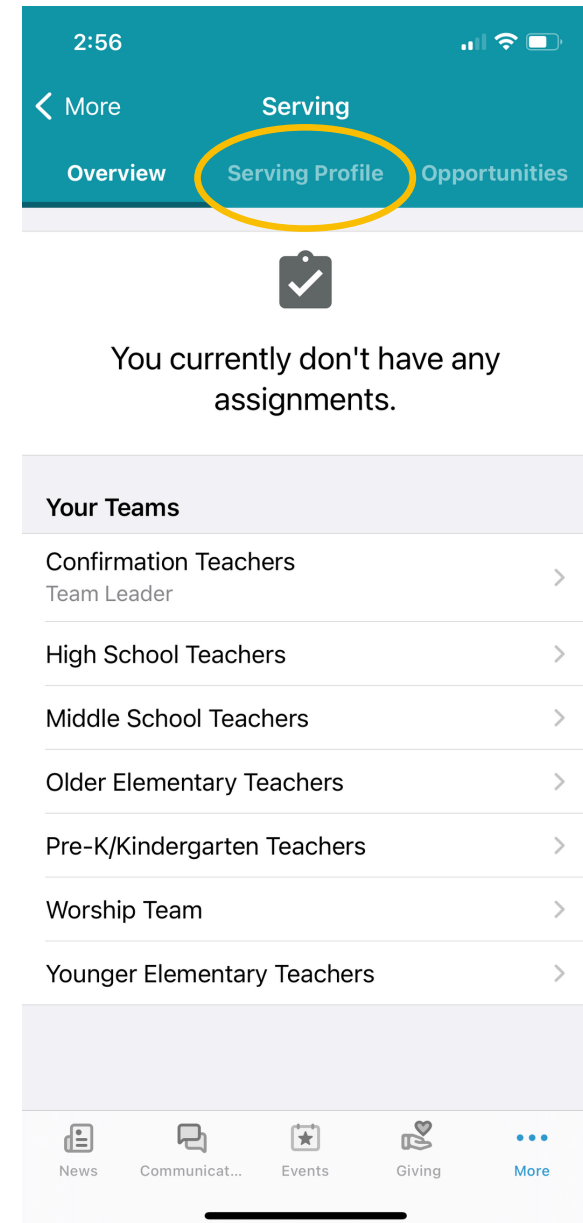 2:56
More
Serving
Overview
Serving Profile
Opportunities
You currently don't have any
assignments.
Your Teams
Confirmation Teachers
Team Leader
High School Teachers
Middle School Teachers
Older Elementary Teachers
Pre-K/Kindergarten Teachers
Worship Team
Younger Elementary Teachers
News
Communicat...
Events
Giving
More